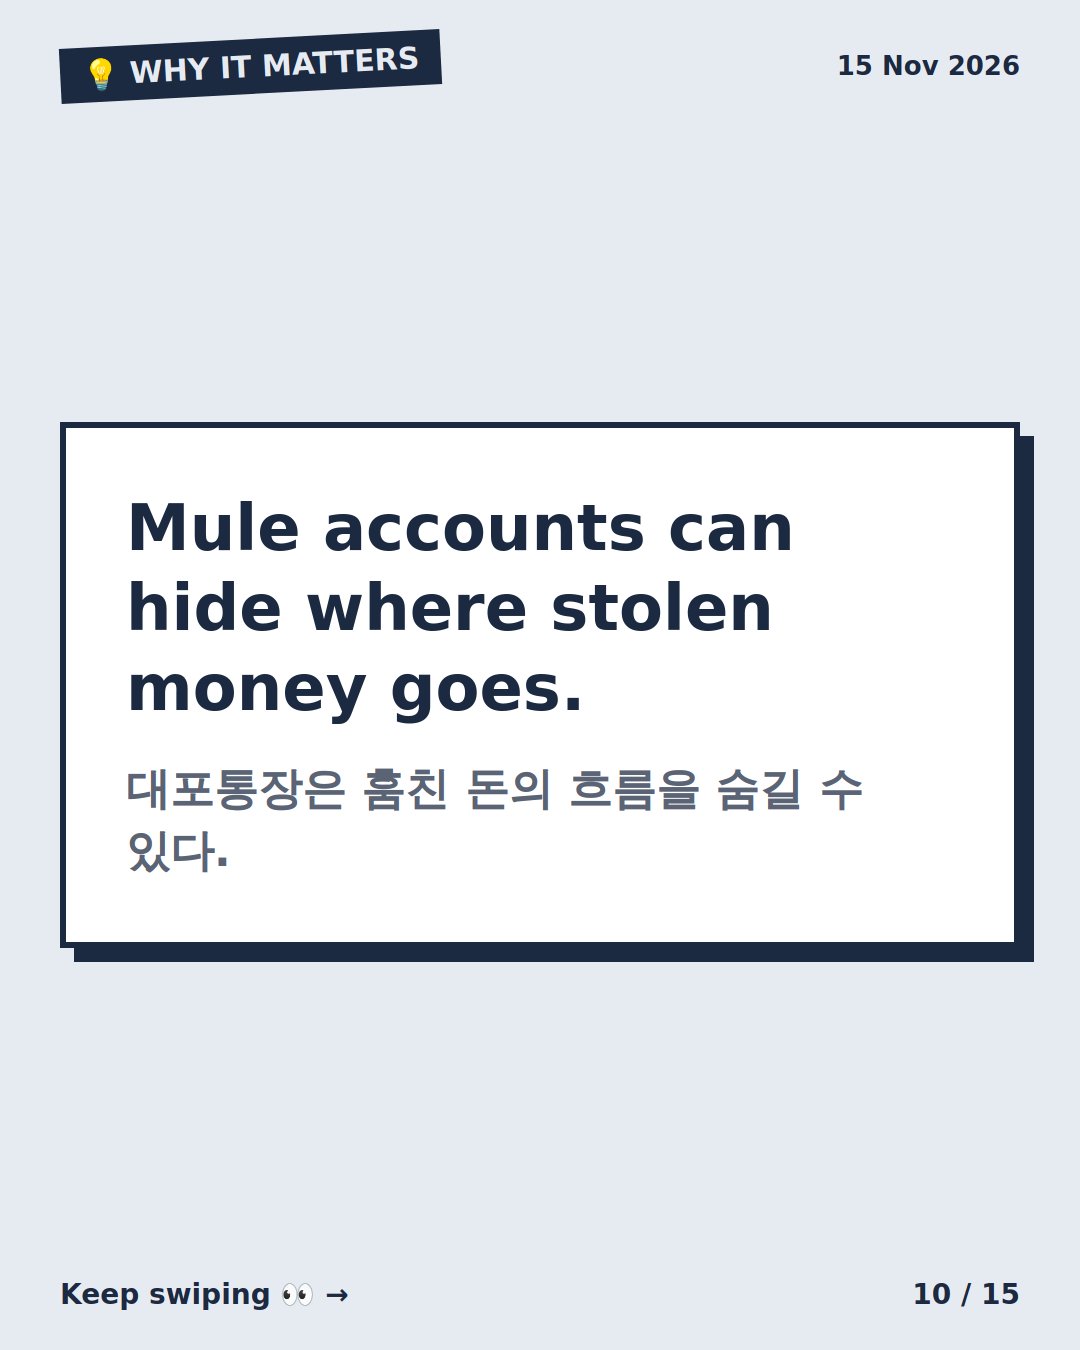 💡 WHY IT MATTERS
15 Nov 2026
Mule accounts can
hide where stolen
money goes.
대포통장은 훔친 돈의 흐름을 숨길 수
있다.
Keep swiping 👀 →
10 / 15